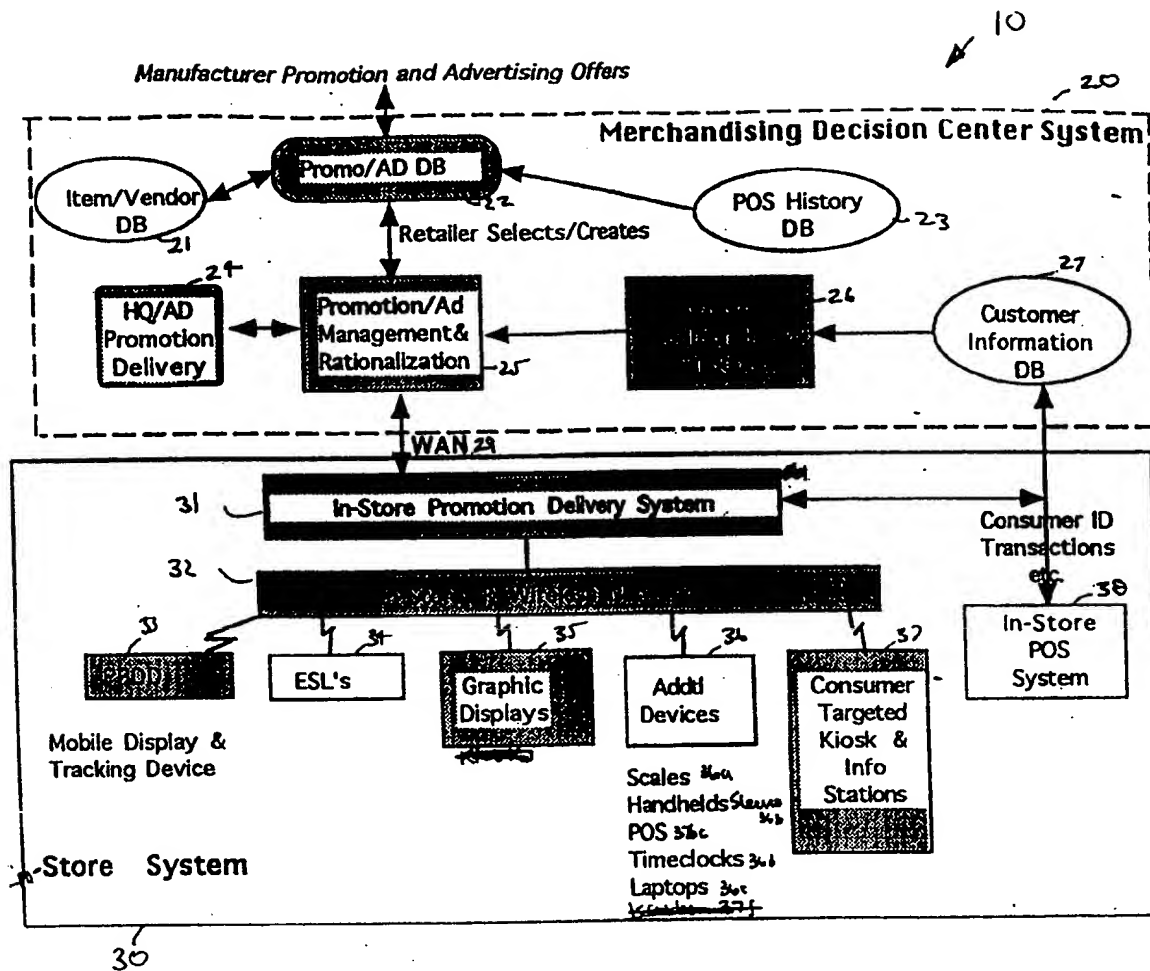 10
Manufacturer Promotion and Advertising Offers
20
Merchandising Decision Center System
Promo/AD DB
22
Item/Vendor
DB
21
POS History
DB
23
Retailer Selects/Creates
24
HQ/AD
Promotion
Delivery
Promotion/Ad
Management&
Rationalization
25
26
27
Customer
Information
DB
WAN 29
31
In-Store Promotion Delivery System
Consumer ID
Transactions
etc.
32
33
34
ESL's
35
Graphic
Displays
36
Addtl
Devices
37
Consumer
Targeted
Kiosk &
Info
Stations
38
In-Store
POS
System
Mobile Display &
Tracking Device
Scales 36a
Handhelds 36b
POS
Timeclocks
Laptops
Store System
30